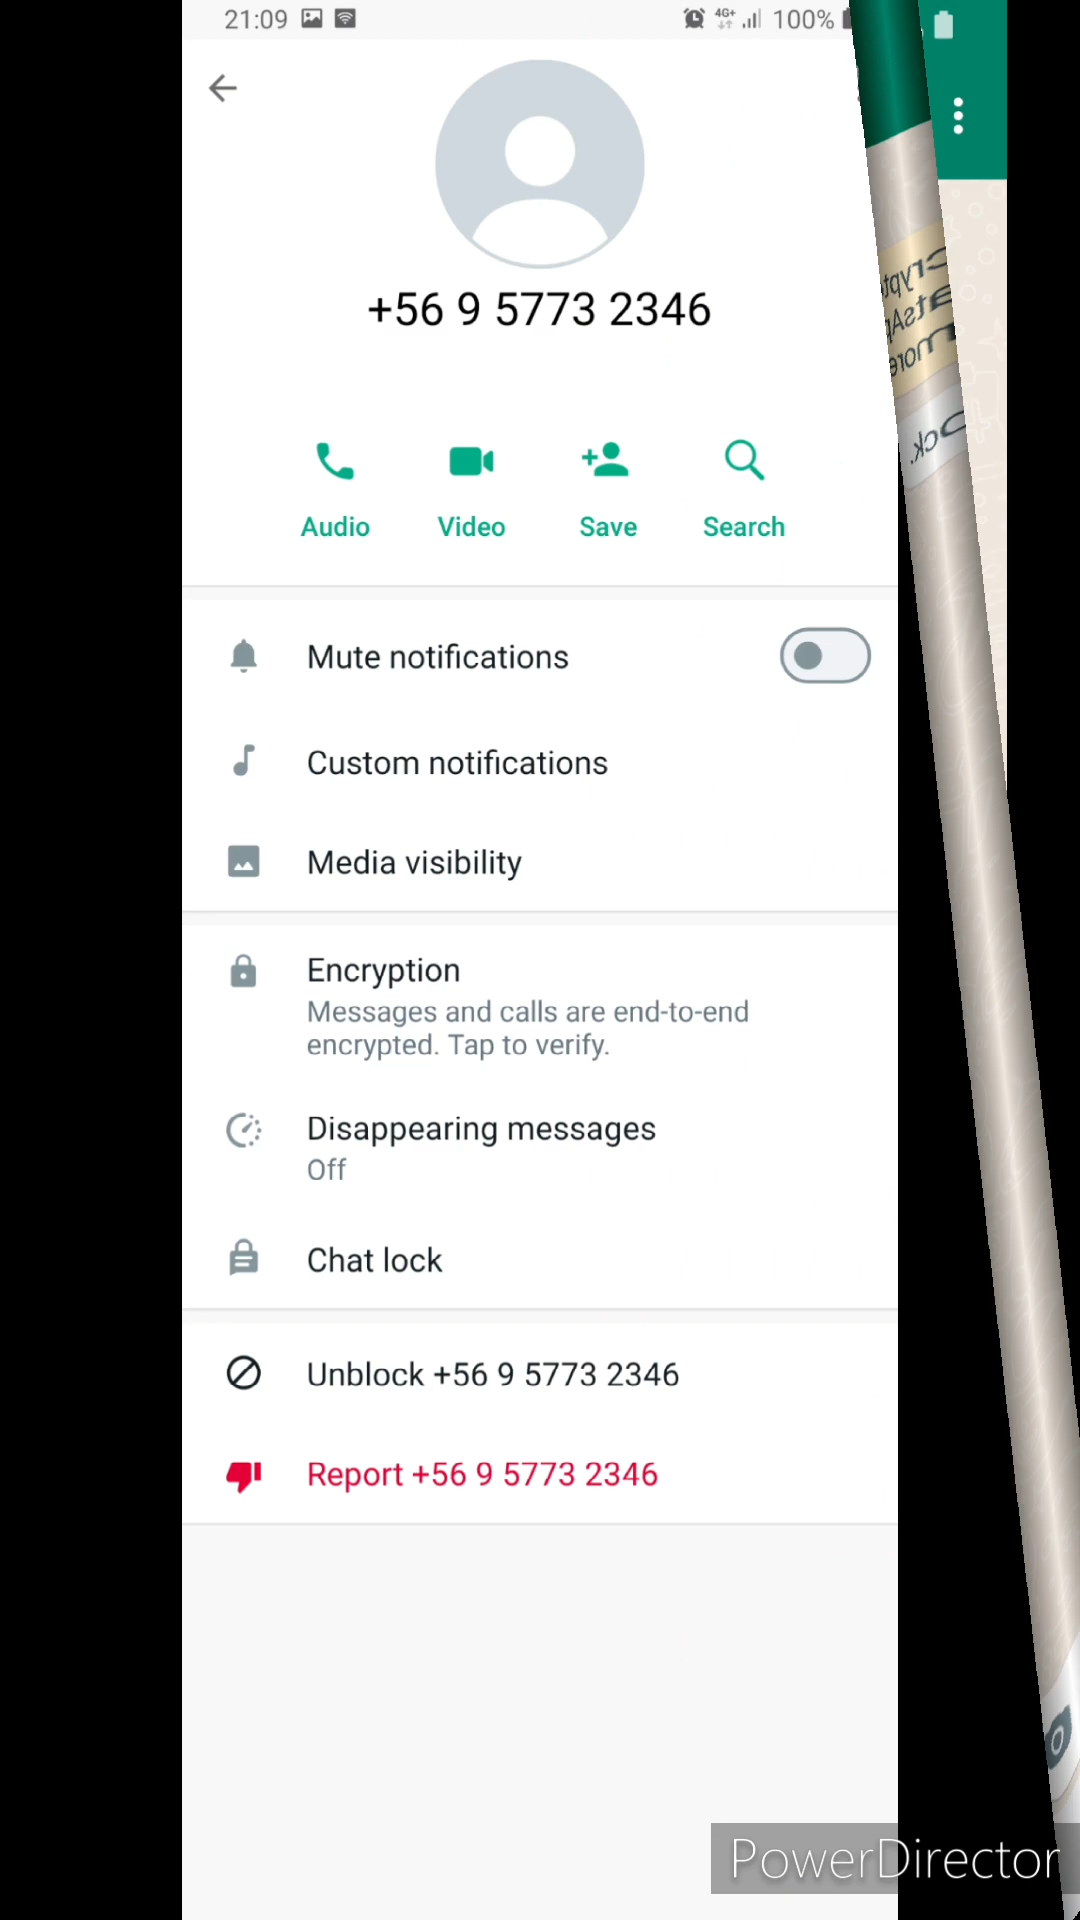 21:09
4G+ 100%
+56 9 5773 2346
Audio Video Save Search
Mute notifications
Custom notifications
Media visibility
Encryption
Messages and calls are end-to-end
encrypted. Tap to verify.
Disappearing messages
Off
Chat lock
Unblock +56 9 5773 2346
Report +56 9 5773 2346
PowerDirector